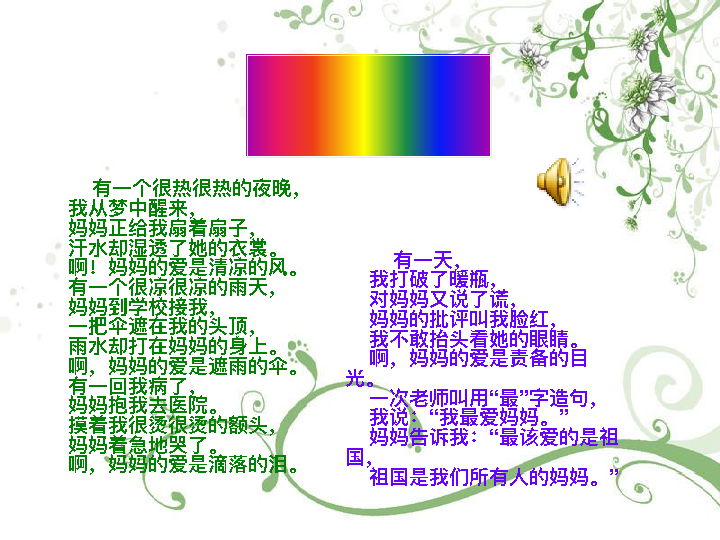 有一个很热很热的夜晚，
我从梦中醒来，
妈妈正给我扇着扇子，
汗水却湿透了她的衣裳。
啊！妈妈的爱是清凉的风。
有一个很凉很凉的雨天，
妈妈到学校接我，
一把伞遮在我的头顶，
雨水却打在妈妈的身上。
啊，妈妈的爱是遮雨的伞。
有一回我病了，
妈妈抱我去医院。
摸着我很烫很烫的额头，
妈妈着急地哭了。
啊，妈妈的爱是滴落的泪。
有一天，
我打破了暖瓶，
对妈妈又说了谎，
妈妈的批评叫我脸红，
我不敢抬头看她的眼睛。
啊，妈妈的爱是责备的目
光。
一次老师叫用“最”字造句，
我说：“我最爱妈妈。”
妈妈告诉我：“最该爱的是祖
国，
祖国是我们所有人的妈妈。”